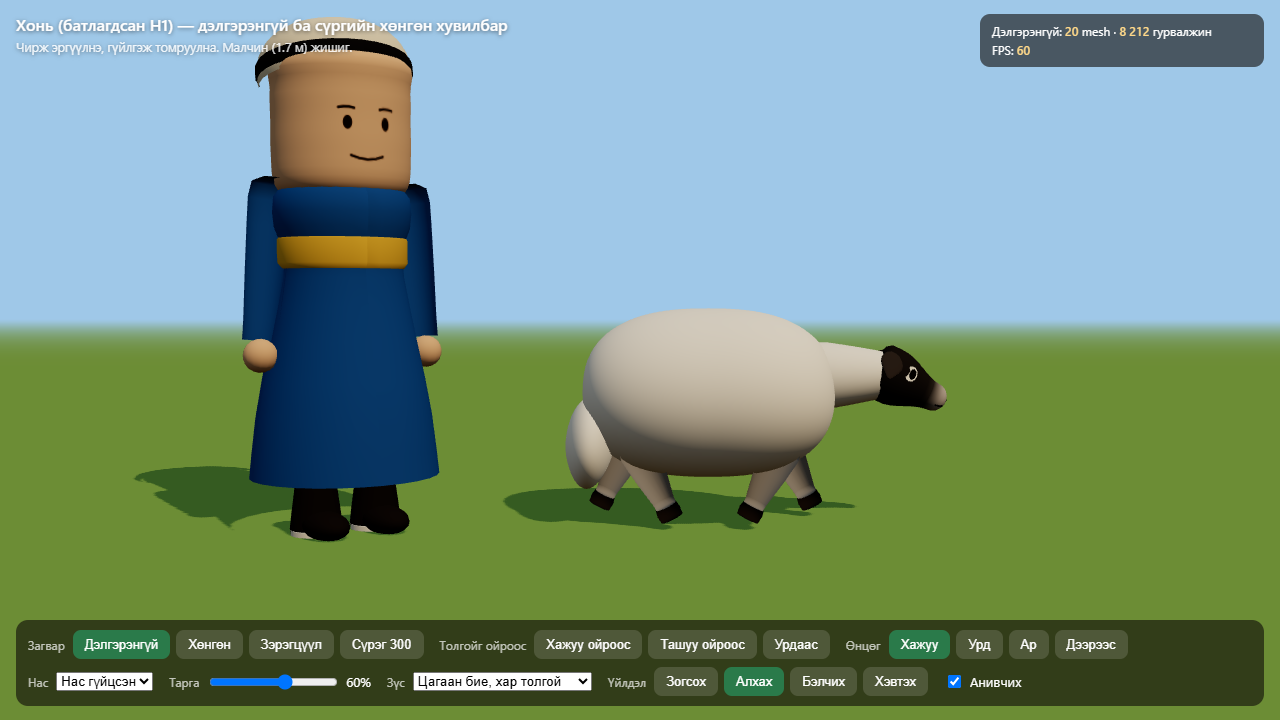 Хонь (батлагдсан H1) — дэлгэрэнгүй ба сүргийн хөнгөн хувилбар
Чирж эргүүлнэ, гүйлгэж томруулна. Малчин (1.7 м) жишиг.
Дэлгэрэнгүй: 20 mesh · 8 212 гурвалжин
FPS: 60
Загвар Дэлгэрэнгүй Хөнгөн Зэрэгцүүл Сүрэг 300 Толгойг ойроос Хажуу ойроос Ташуу ойроос Урдаас Өнцөг Хажуу Урд Ар Дээрээс
Нас Нас гүйцсэн Тарга 60% Зүс Цагаан бие, хар толгой Үйлдэл Зогсох Алхах Бэлчих Хэвтэх Анивчих